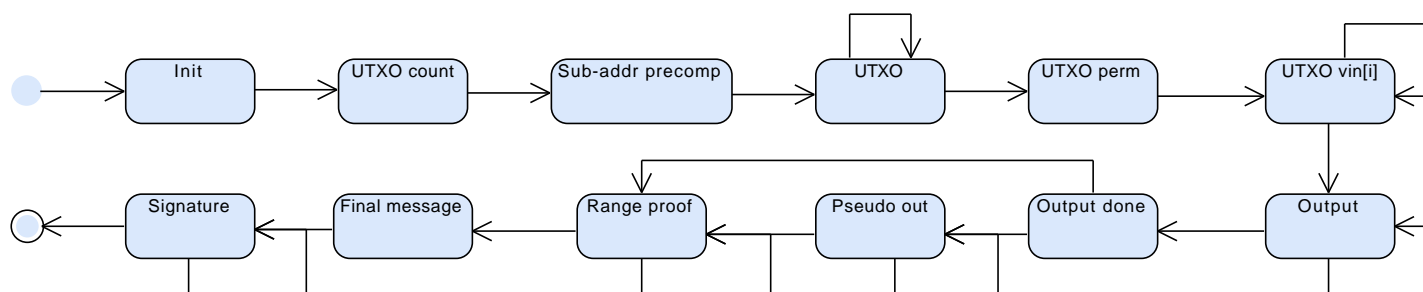 Init
UTXO count
Sub-addr precomp
UTXO
UTXO perm
UTXO vin[i]
Signature
Final message
Range proof
Pseudo out
Output done
Output